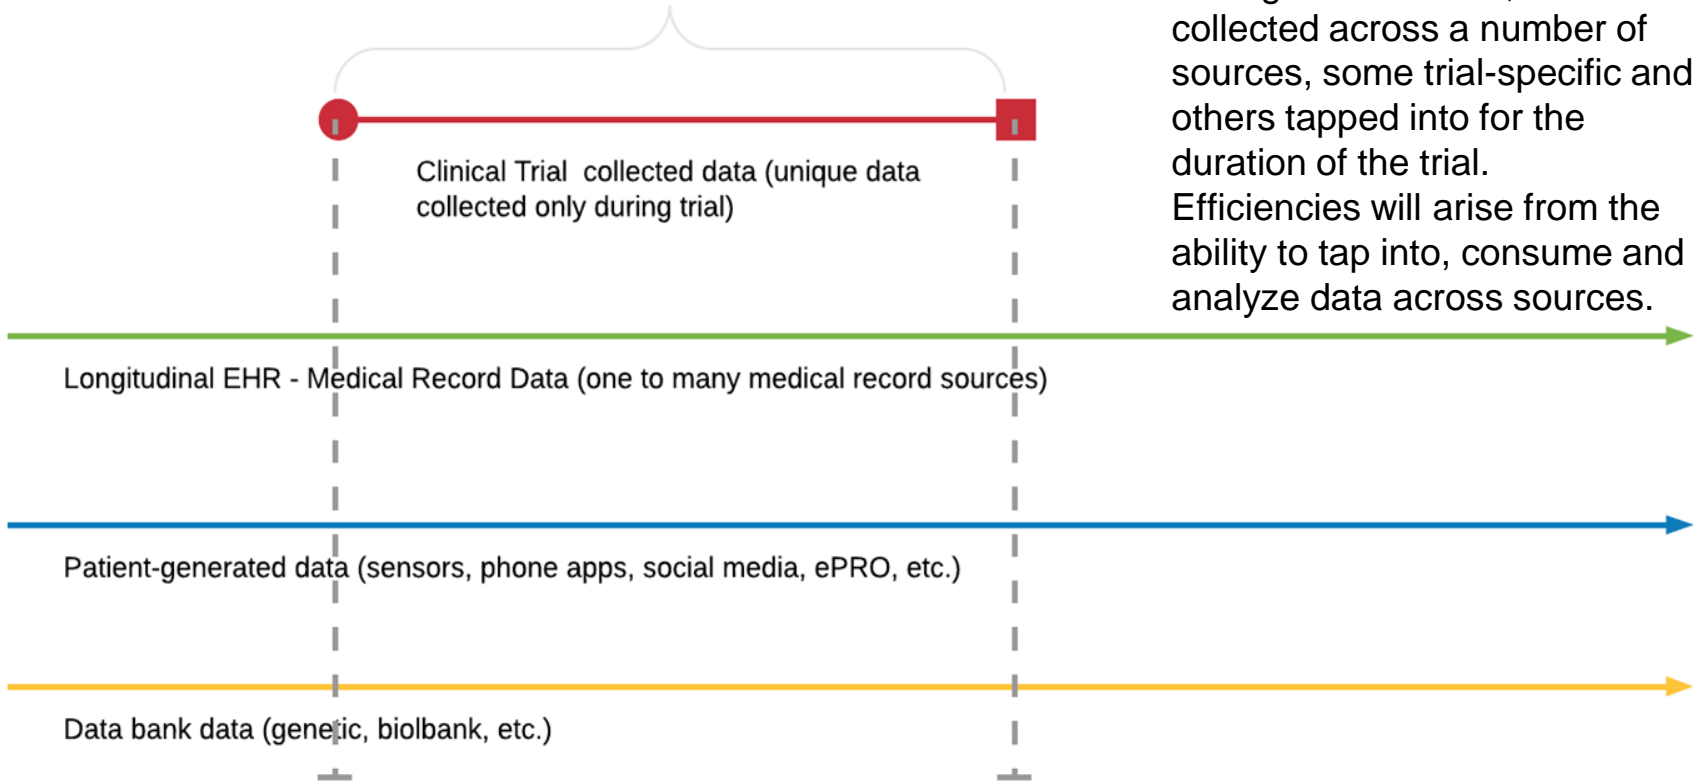 collected across a number of
sources, some trial-specific and
others tapped into for the
duration of the trial.
Efficiencies will arise from the
ability to tap into, consume and
analyze data across sources.
Clinical Trial collected data (unique data
collected only during trial)
Longitudinal EHR - Medical Record Data (one to many medical record sources)
Patient-generated data (sensors, phone apps, social media, ePRO, etc.)
Data bank data (genetic, biolbank, etc.)